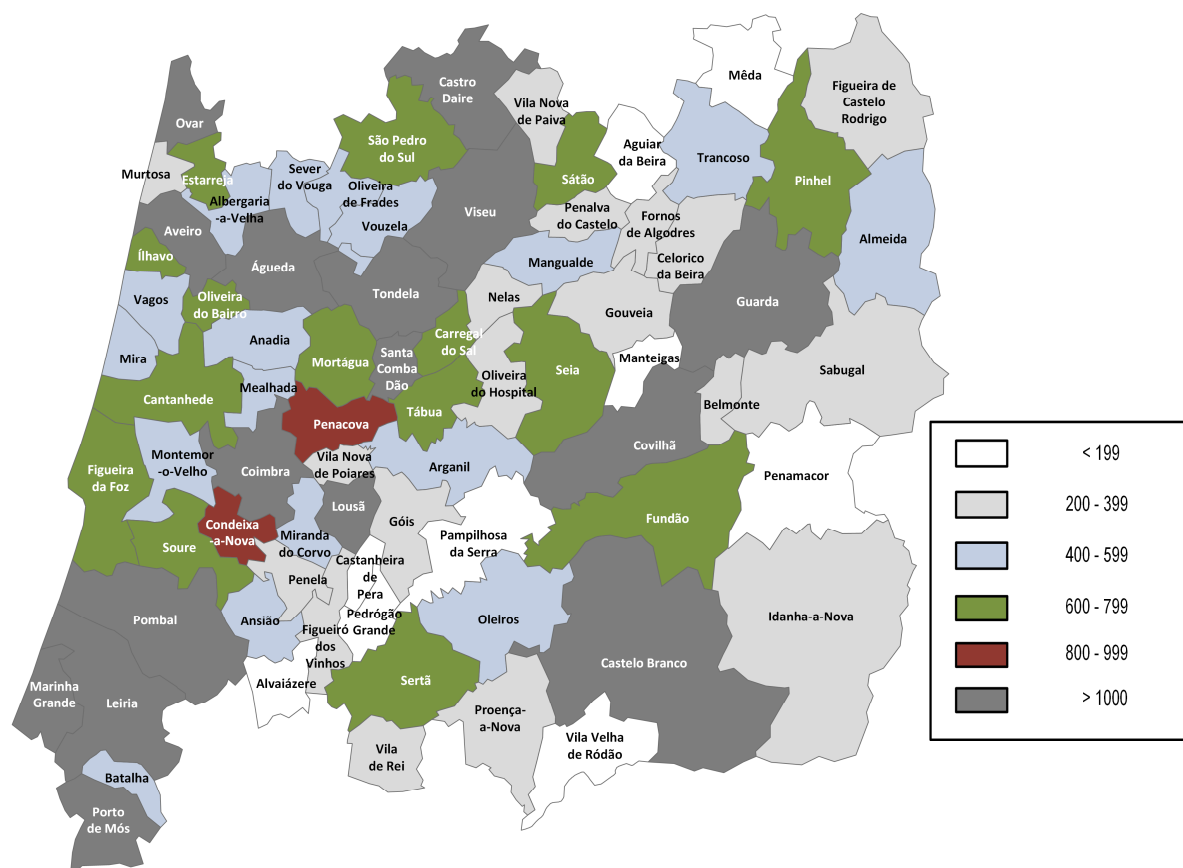 Mêda
Castro
Daire
Figueira de
Castelo
Rodrigo
Vila Nova
de Paiva
Ovar
São Pedro
do Sul
Aguiar
da Beira
Trancoso
Murtosa
Estarreja
Sever
do Vouga
Oliveira
de Frades
Sátão
Pinhel
Albergaria
-a-Velha
Vouzela
Viseu
Penalva
do Castelo
Fornos
de Algodres
Aveiro
Almeida
Ílhavo
Águeda
Mangualde
Celorico
da Beira
Vagos
Oliveira
do Bairro
Tondela
Nelas
Gouveia
Guarda
Mira
Anadia
Mortágua
Santa
Comba
Dão
Carregal
do Sal
Manteigas
Sabugal
Mealhada
Oliveira
do Hospital
Seia
Cantanhede
Tábua
Belmonte
Penacova
Covilhã
Montemor
-o-Velho
Vila Nova
de Poiares
Arganil
Figueira
da Foz
Coimbra
Penamacor
Lousã
Condeixa
-a-Nova
Góis
Fundão
Soure
Miranda
do Corvo
Pampilhosa
da Serra
Penela
Castanheira
de
Pera
Pombal
Ansião
Pedrógão
Grande
Oleiros
Idanha-a-Nova
Figueiró
dos
Vinhos
Castelo Branco
Alvaiázere
Sertã
Marinha
Grande
Leiria
Proença-
a-Nova
Vila
de Rei
Vila Velha
de Ródão
Batalha
Porto
de Mós
< 199
200 - 399
400 - 599
600 - 799
800 - 999
> 1000